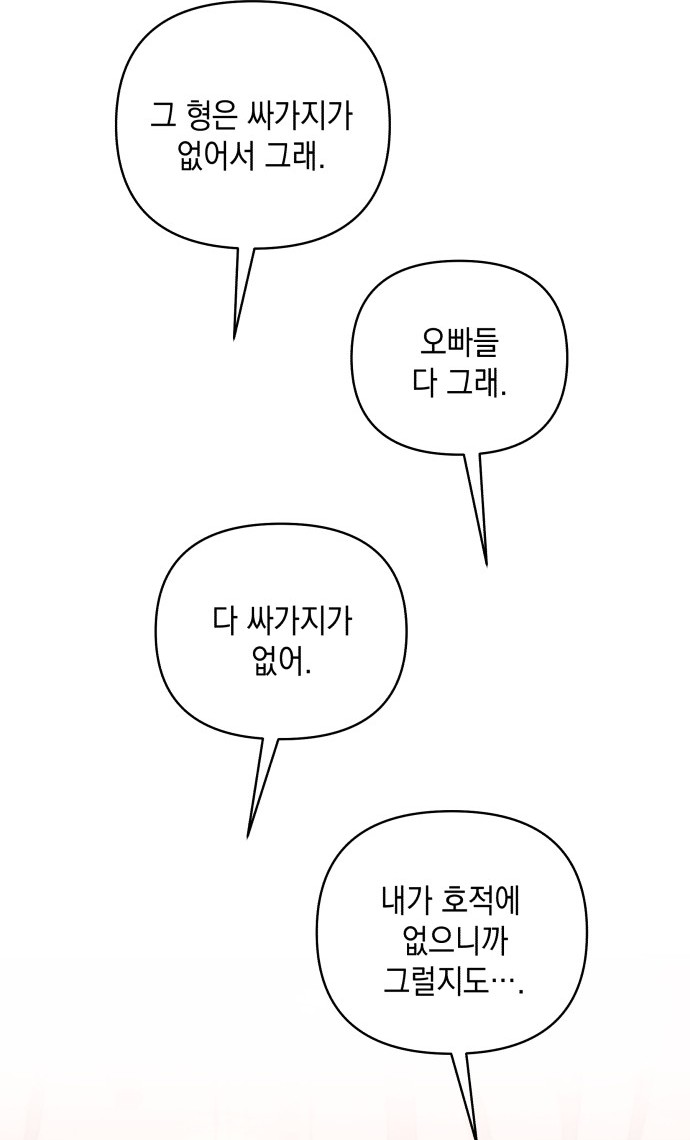 그 형은 싸가지가
없어서 그래.
오빠들
다 그래.
다 싸가지가
없어.
내가 호적에
없으니까
그럴지도….